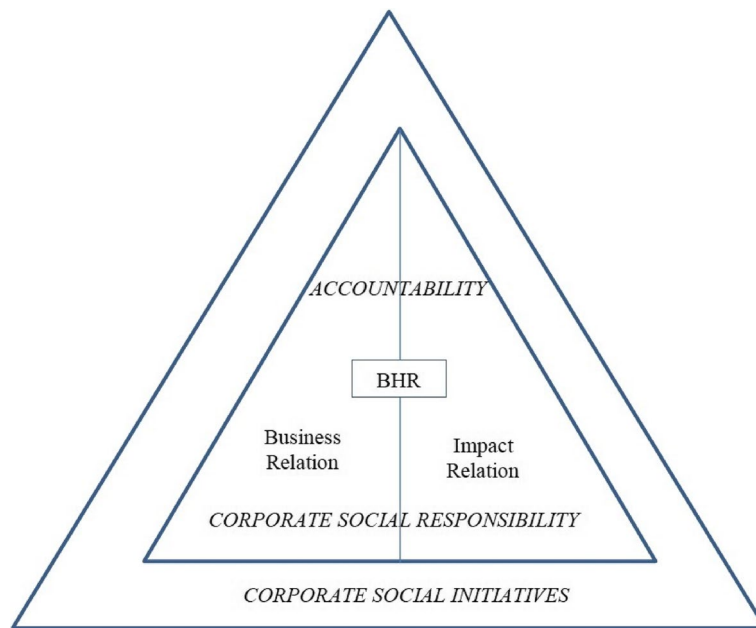 ACCOUNTABILITY
BHR
Business
Relation
Impact
Relation
CORPORATE SOCIAL RESPONSIBILITY
CORPORATE SOCIAL INITIATIVES